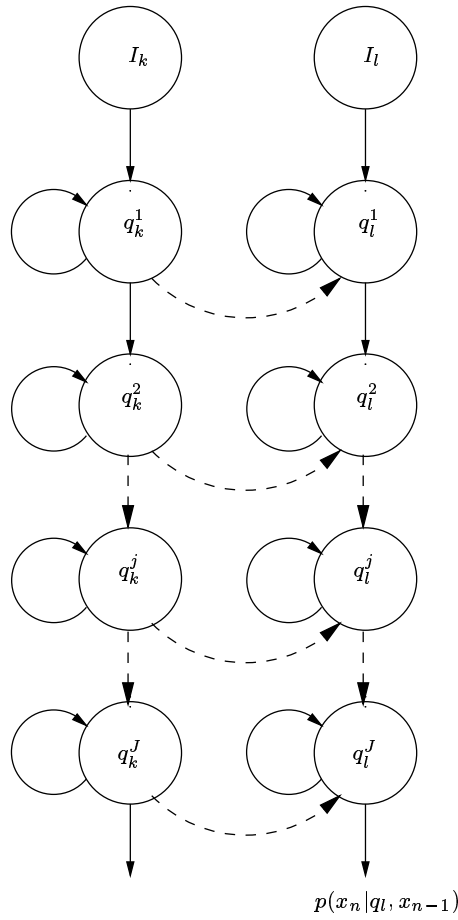 I_k I_l
q_k^1 q_l^1
q_k^2 q_l^2
q_k^j q_l^j
q_k^J q_l^J
p(x_n|q_l, x_{n-1})